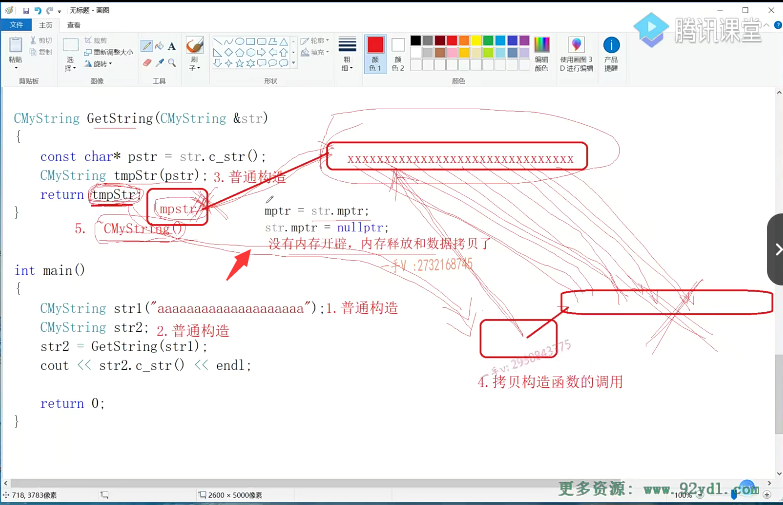 无标题 - 画图
文件
主页
查看
粘贴
剪切
复制
剪贴板
选择
裁剪
重新调整大小
旋转
图像
A
工具
刷子
轮廓
填充
形状
粗细
颜色 1
颜色 2
编辑颜色
颜色
使用画图 3D 进行编辑
产品提醒
腾讯课堂
CMyString GetString(CMyString &str)
{
const char* pstr = str.c_str();
CMyString tmpStr(pstr); 3.普通构造
return tmpStr;
}
5. ~CMyString()
mpstr
xxxxxxxxxxxxxxxxxxxxxxxxxxxxxxx
mptr = str.mptr;
str.mptr = nullptr;
没有内存开辟，内存释放和数据拷贝了
一手V :2732168745
int main()
{
CMyString str1("aaaaaaaaaaaaaaaaaaaa"); 1.普通构造
CMyString str2; 2.普通构造
str2 = GetString(str1);
cout << str2.c_str() << endl;
return 0;
}
4.拷贝构造函数的调用
718, 3783像素
2600 × 5000像素
100%
更多资源: www.92ydl.com